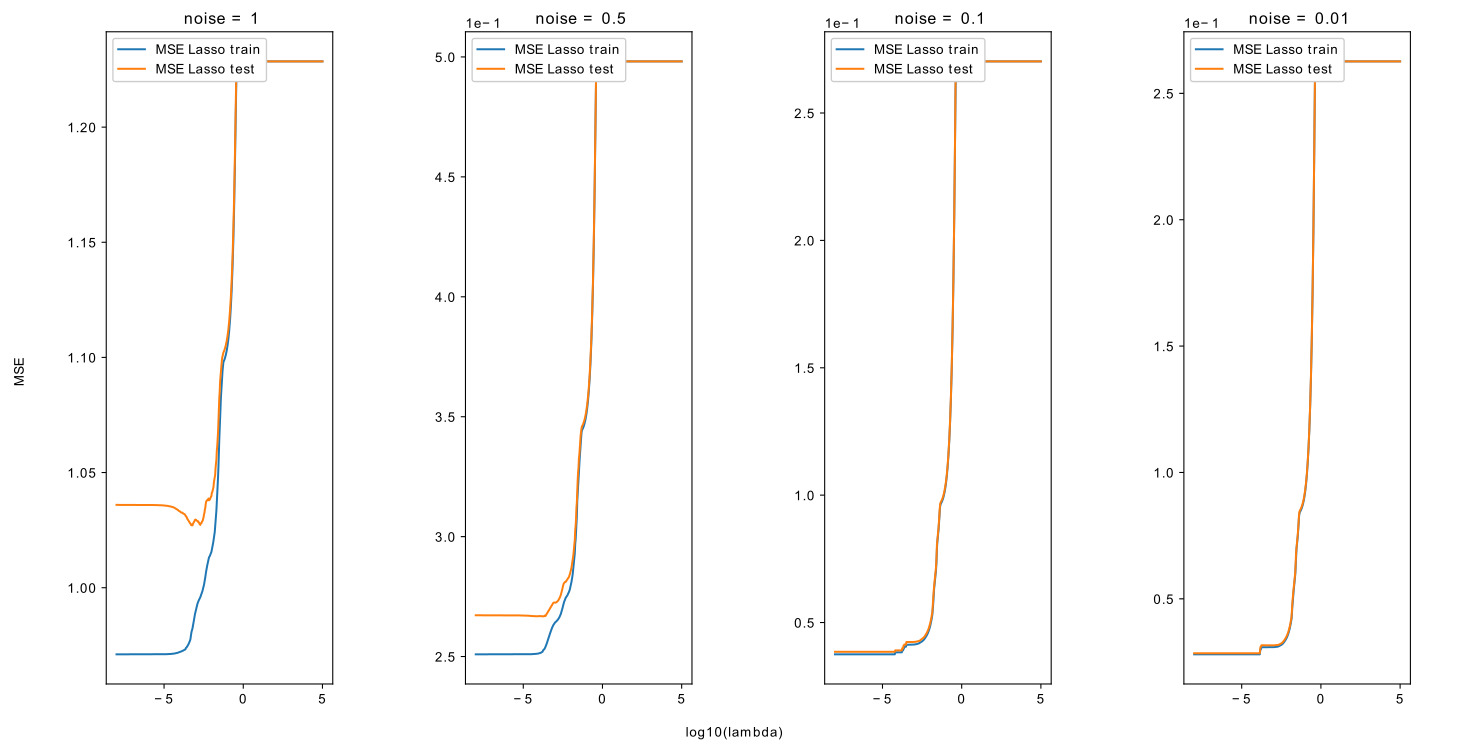 noise = 1
MSE Lasso train
MSE Lasso test
1.20
1.15
1.10
1.05
1.00
−5 0 5
1e−1
noise = 0.5
MSE Lasso train
MSE Lasso test
5.0
4.5
4.0
3.5
3.0
2.5
−5 0 5
1e−1
noise = 0.1
MSE Lasso train
MSE Lasso test
2.5
2.0
1.5
1.0
0.5
−5 0 5
1e−1
noise = 0.01
MSE Lasso train
MSE Lasso test
2.5
2.0
1.5
1.0
0.5
−5 0 5
MSE
log10(lambda)